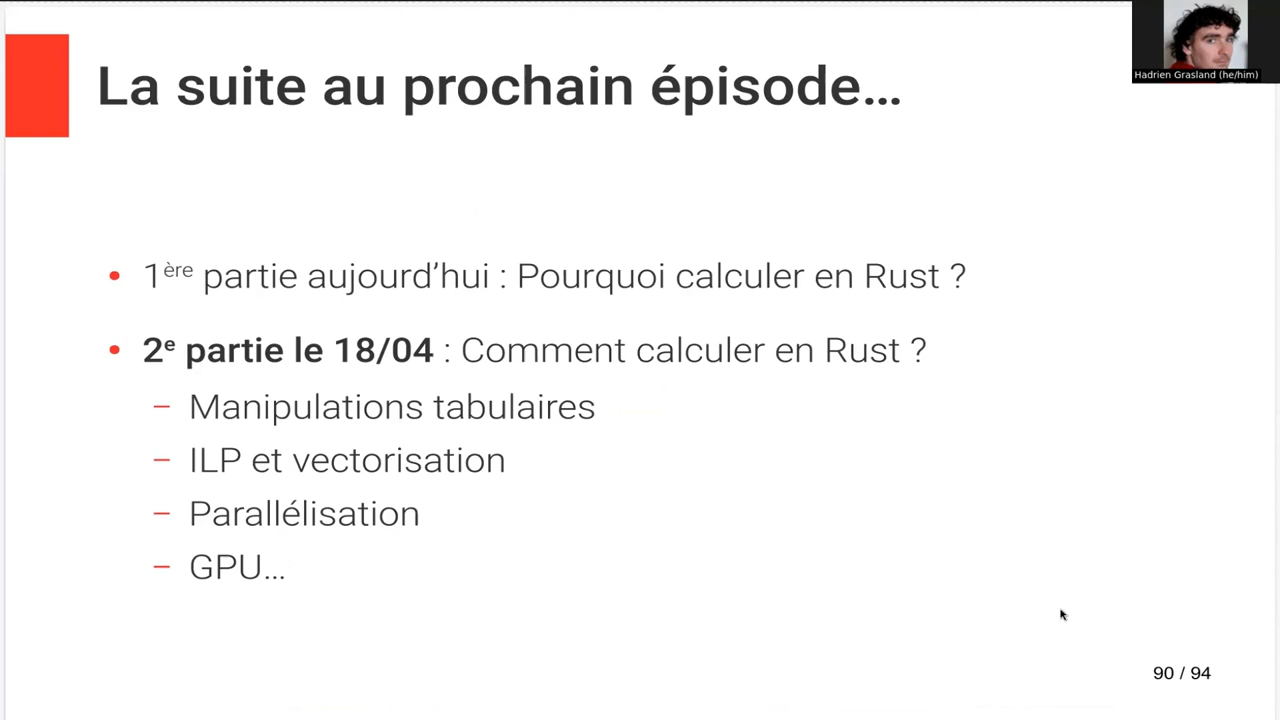 La suite au prochain épisode…
Hadrien Grasland (he/him)
• 1ère partie aujourd’hui : Pourquoi calculer en Rust ?
• 2e partie le 18/04 : Comment calculer en Rust ?
– Manipulations tabulaires
– ILP et vectorisation
– Parallélisation
– GPU…
90 / 94